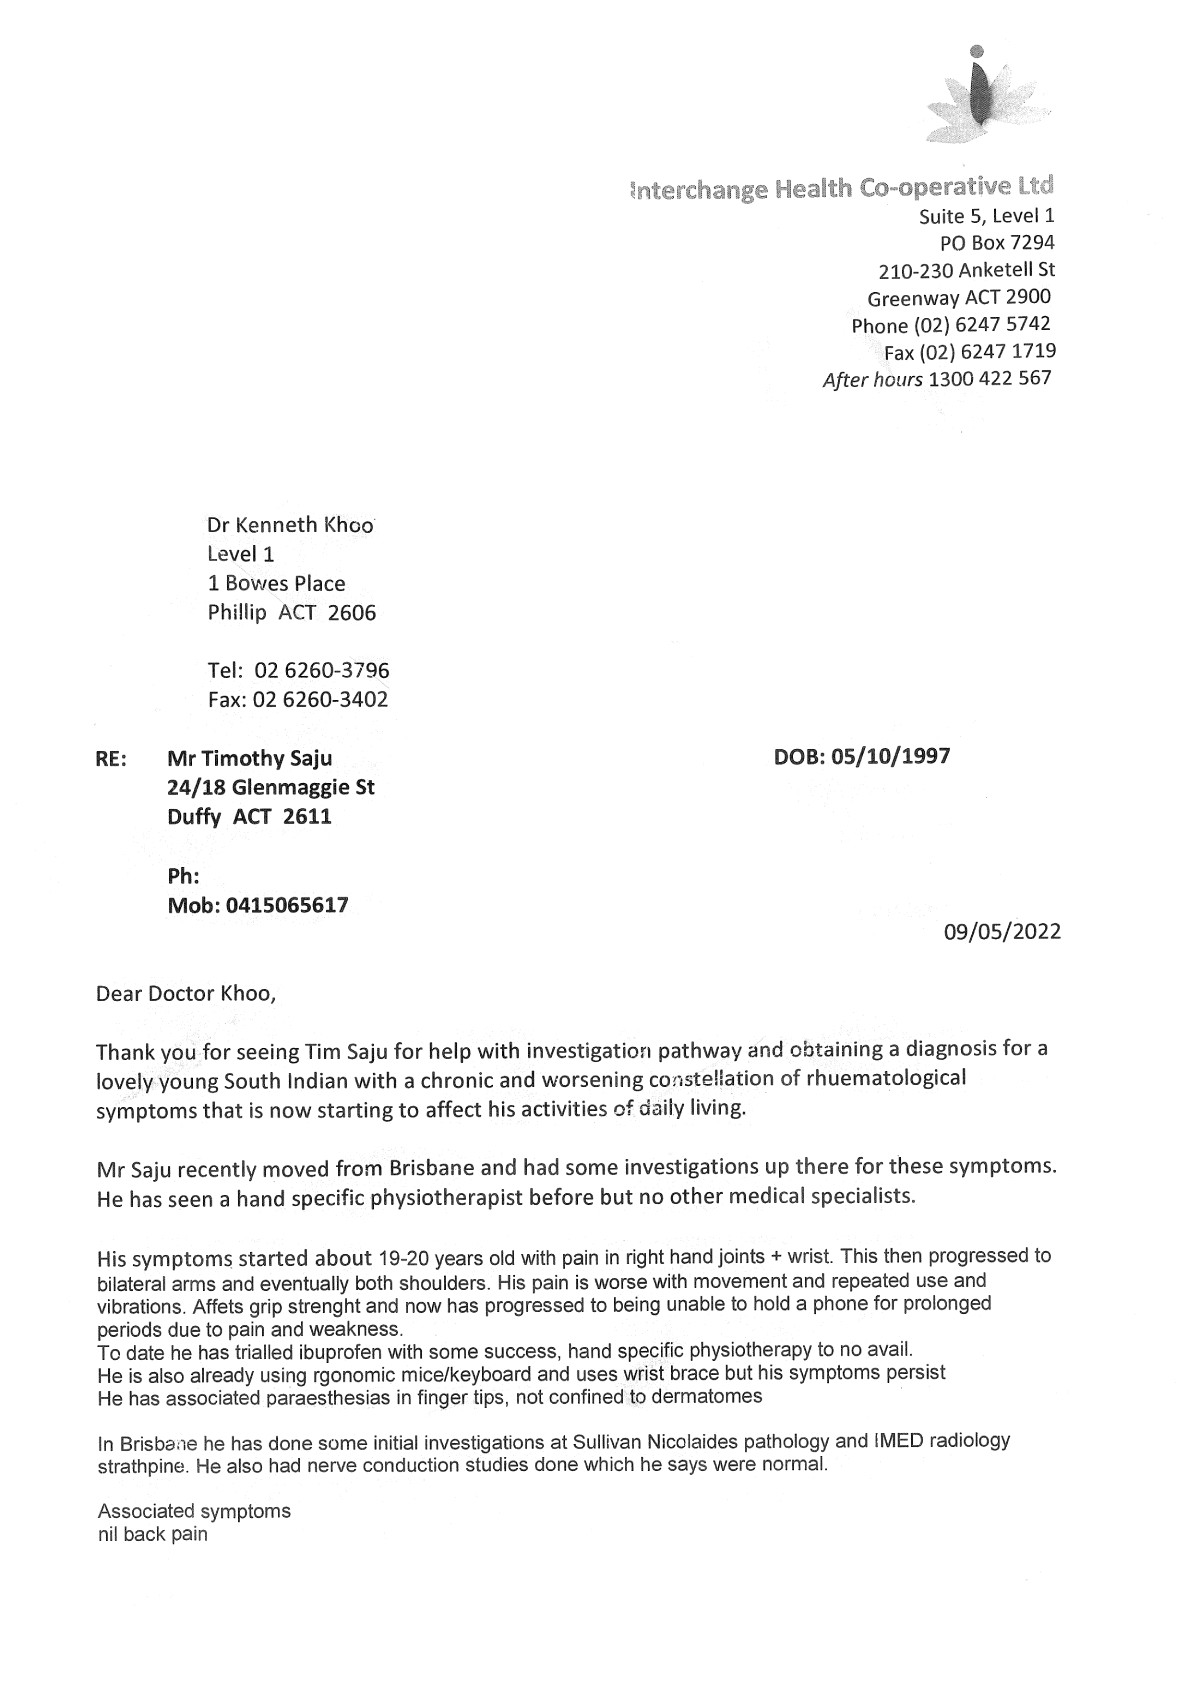 Interchange Health Co-operative Ltd
Suite 5, Level 1
PO Box 7294
210-230 Anketell St
Greenway ACT 2900
Phone (02) 6247 5742
Fax (02) 6247 1719
After hours 1300 422 567
Dr Kenneth Khoo
Level 1
1 Bowes Place
Phillip ACT 2606
Tel: 02 6260-3796
Fax: 02 6260-3402
RE: Mr Timothy Saju DOB: 05/10/1997
24/18 Glenmaggie St
Duffy ACT 2611
Ph:
Mob: 0415065617
09/05/2022
Dear Doctor Khoo,
Thank you for seeing Tim Saju for help with investigation pathway and obtaining a diagnosis for a
lovely young South Indian with a chronic and worsening constellation of rhuematological
symptoms that is now starting to affect his activities of daily living.
Mr Saju recently moved from Brisbane and had some investigations up there for these symptoms.
He has seen a hand specific physiotherapist before but no other medical specialists.
His symptoms started about 19-20 years old with pain in right hand joints + wrist. This then progressed to
bilateral arms and eventually both shoulders. His pain is worse with movement and repeated use and
vibrations. Affets grip strenght and now has progressed to being unable to hold a phone for prolonged
periods due to pain and weakness.
To date he has trialled ibuprofen with some success, hand specific physiotherapy to no avail.
He is also already using rgonomic mice/keyboard and uses wrist brace but his symptoms persist
He has associated paraesthesias in finger tips, not confined to dermatomes
In Brisbane he has done some initial investigations at Sullivan Nicolaides pathology and IMED radiology
strathpine. He also had nerve conduction studies done which he says were normal.
Associated symptoms
nil back pain